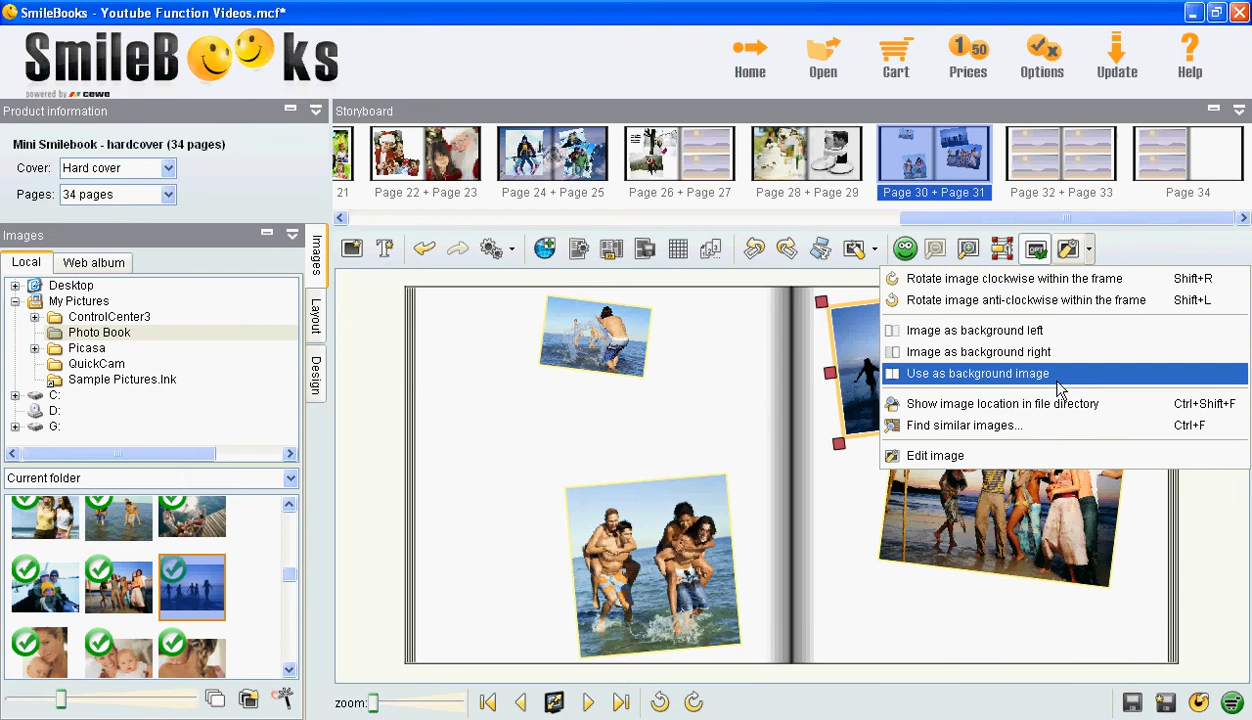 SmileBooks - Youtube Function Videos.mcf*
SmileBooks
powered by cewe
Home
Open
Cart
1 50
Prices
Options
Update
Help
Product information
Mini Smilebook - hardcover (34 pages)
Cover: Hard cover
Pages: 34 pages
Storyboard
21
Page 22 + Page 23
Page 24 + Page 25
Page 26 + Page 27
Page 28 + Page 29
Page 30 + Page 31
Page 32 + Page 33
Page 34
Images
Local
Web album
Desktop
My Pictures
ControlCenter3
Photo Book
Picasa
QuickCam
Sample Pictures.lnk
C:
D:
G:
Current folder
Images
Layout
Design
OPT
Rotate image clockwise within the frame Shift+R
Rotate image anti-clockwise within the frame Shift+L
Image as background left
Image as background right
Use as background image
Show image location in file directory Ctrl+Shift+F
Find similar images... Ctrl+F
Edit image
zoom: